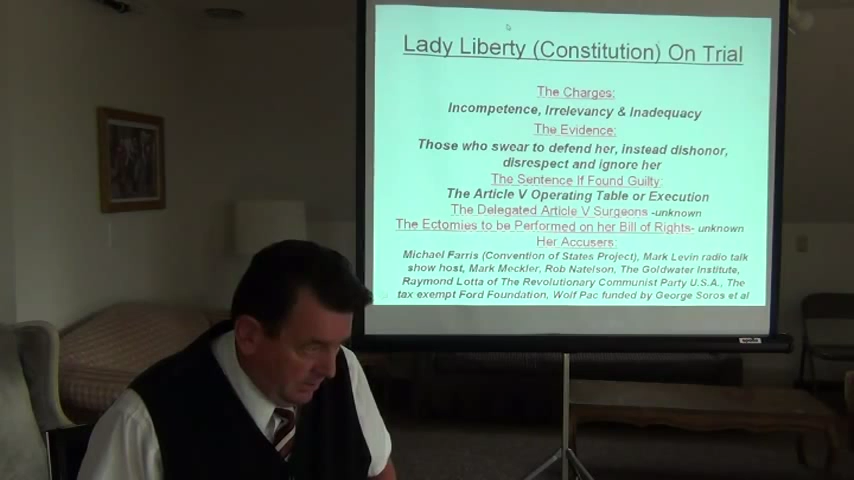 Lady Liberty (Constitution) On Trial
The Charges:
Incompetence, Irrelevancy & Inadequacy
The Evidence:
Those who swear to defend her, instead dishonor,
disrespect and ignore her
The Sentence If Found Guilty:
The Article V Operating Table or Execution
The Delegated Article V Surgeons -unknown
The Ectomies to be Performed on her Bill of Rights- unknown
Her Accusers:
Michael Farris (Convention of States Project), Mark Levin radio talk
show host, Mark Meckler, Rob Natelson, The Goldwater Institute,
Raymond Lotta of The Revolutionary Communist Party U.S.A., The
tax exempt Ford Foundation, Wolf Pac funded by George Soros et al